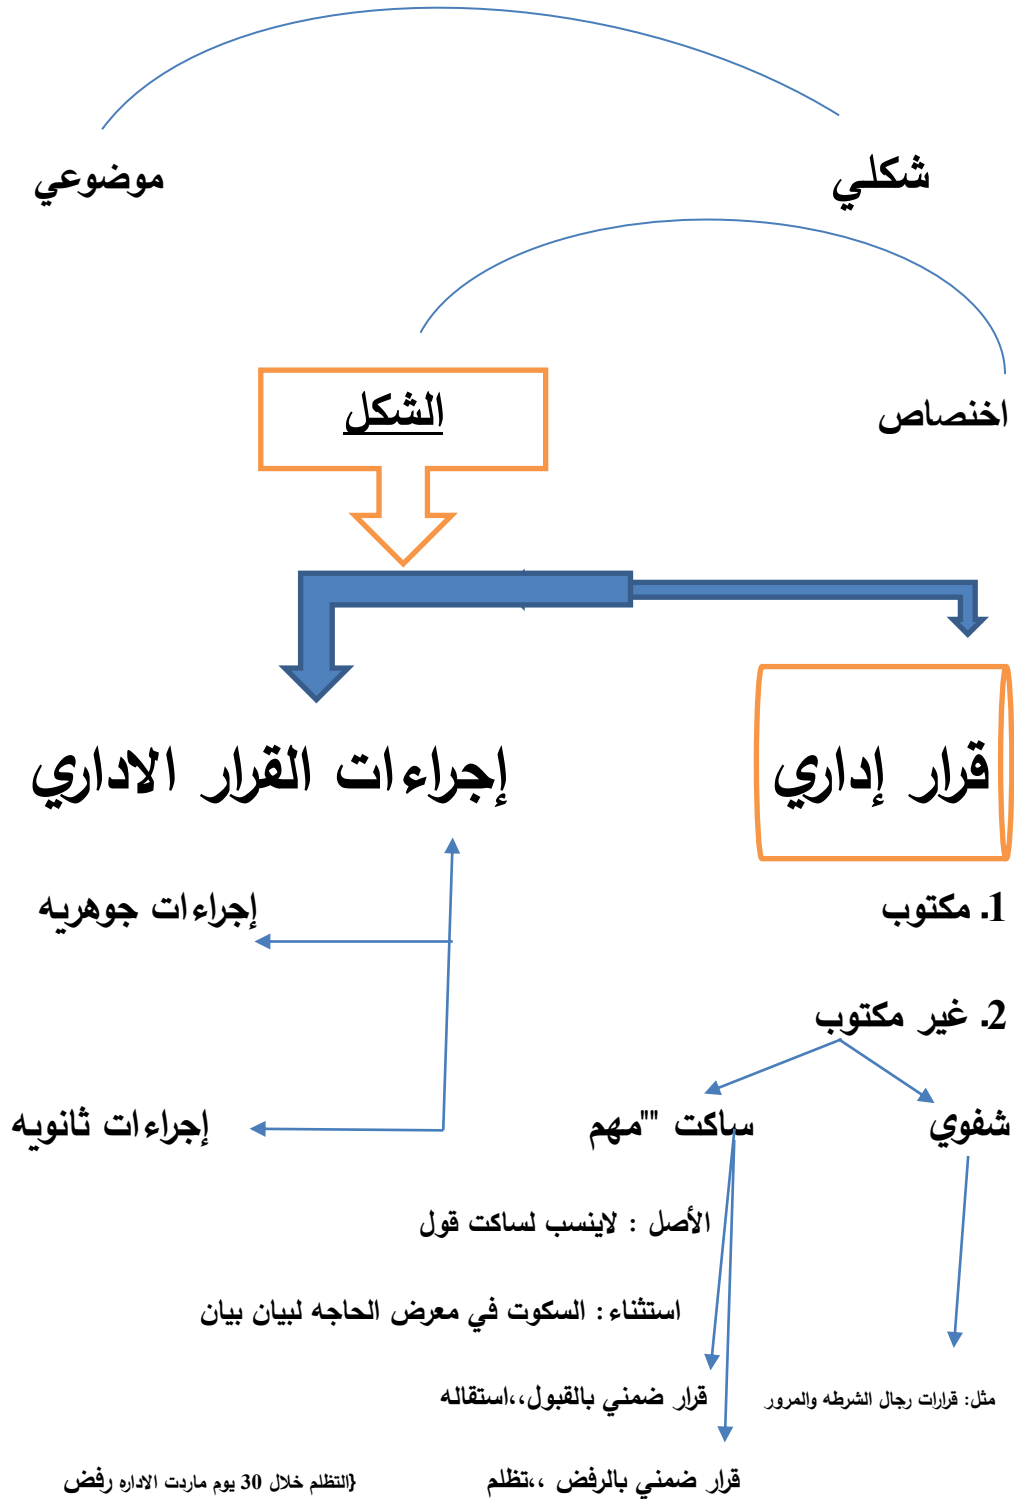 شكلي
موضوعي
اخنصاص
الشكل
قرار إداري
إجراءات القرار الاداري
1. مكتوب
إجراءات جوهريه
2. غير مكتوب
شفوي
ساكت ""مهم
إجراءات ثانويه
الأصل : لاينسب لساكت قول
استثناء : السكوت في معرض الحاجه لبيان بيان
مثل: قرارات رجال الشرطه والمرور
قرار ضمني بالقبول،،استقاله
قرار ضمني بالرفض ،،تظلم
{التظلم خلال 30 يوم ماردت الاداره رفض